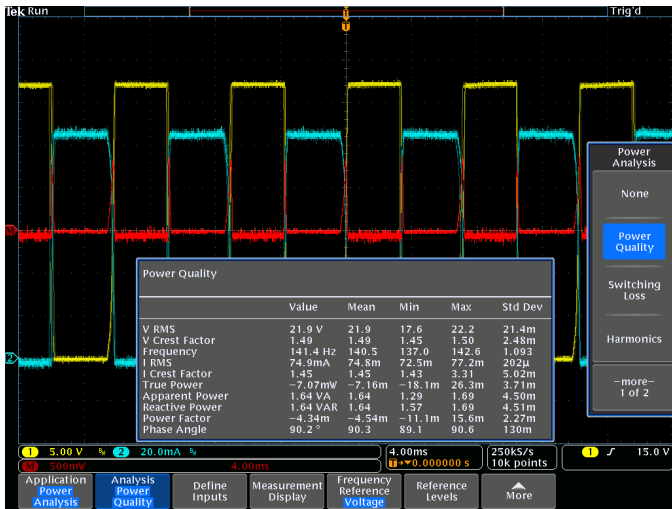 Tek Run Trig'd
T
T
M
2
Power
Analysis
None
Power
Quality
Switching
Loss
Harmonics
—more—
1 of 2
Power Quality
Value Mean Min Max Std Dev
V RMS 21.9 V 21.9 17.6 22.2 21.4m
V Crest Factor 1.49 1.49 1.45 1.50 2.48m
Frequency 141.4 Hz 140.5 137.0 142.6 1.093
I RMS 74.9mA 74.8m 72.5m 77.2m 202µ
I Crest Factor 1.45 1.45 1.43 3.31 5.02m
True Power −7.07mW −7.16m −18.1m 26.3m 3.71m
Apparent Power 1.64 VA 1.64 1.29 1.69 4.50m
Reactive Power 1.64 VAR 1.64 1.57 1.69 4.51m
Power Factor −4.34m −4.54m −11.1m 15.6m 2.27m
Phase Angle 90.2 ° 90.3 89.1 90.6 130m
1 5.00 V BW 2 20.0mA BW 4.00ms 250kS/s 1 15.0 V
T→▼0.000000 s 10k points
M 500mW 4.00ms
Application
Power
Analysis
Analysis
Power
Quality
Define
Inputs
Measurement
Display
Frequency
Reference
Voltage
Reference
Levels
More